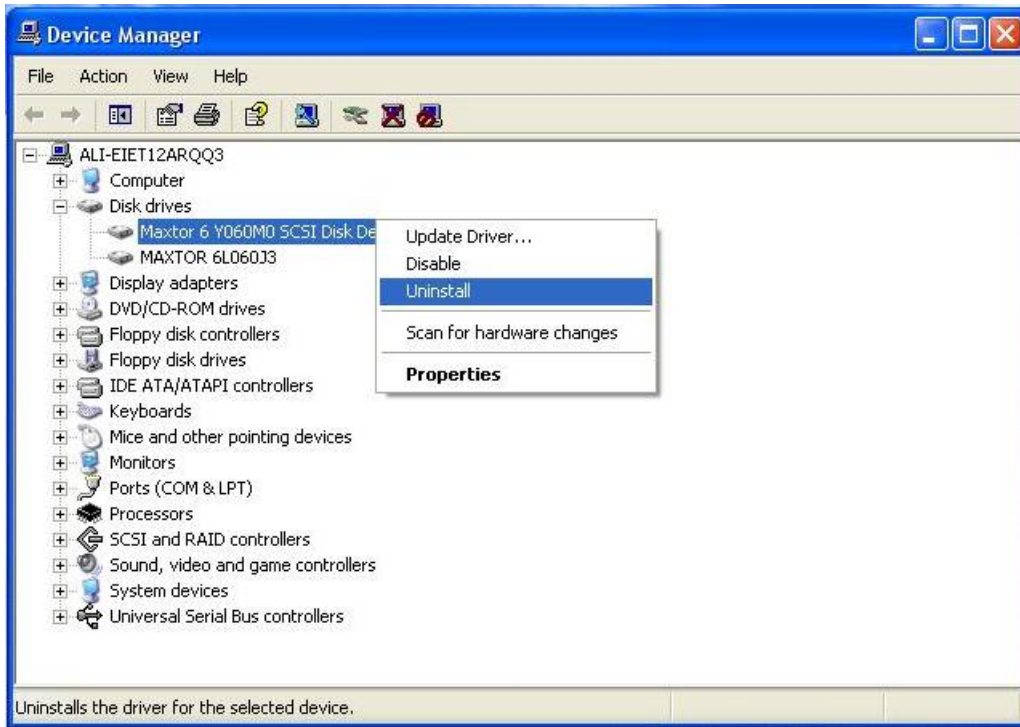 Device Manager
File Action View Help
ALI-EIET12ARQQ3
Computer
Disk drives
Maxtor 6 Y060M0 SCSI Disk De
MAXTOR 6L060J3
Display adapters
DVD/CD-ROM drives
Floppy disk controllers
Floppy disk drives
IDE ATA/ATAPI controllers
Keyboards
Mice and other pointing devices
Monitors
Ports (COM & LPT)
Processors
SCSI and RAID controllers
Sound, video and game controllers
System devices
Universal Serial Bus controllers
Update Driver...
Disable
Uninstall
Scan for hardware changes
Properties
Uninstalls the driver for the selected device.